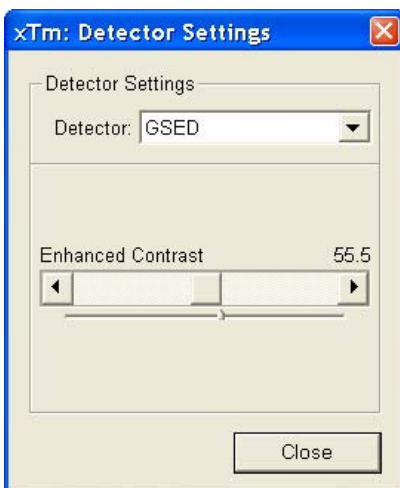 xTm: Detector Settings
Detector Settings
Detector: GSED
Enhanced Contrast 55.5
Close